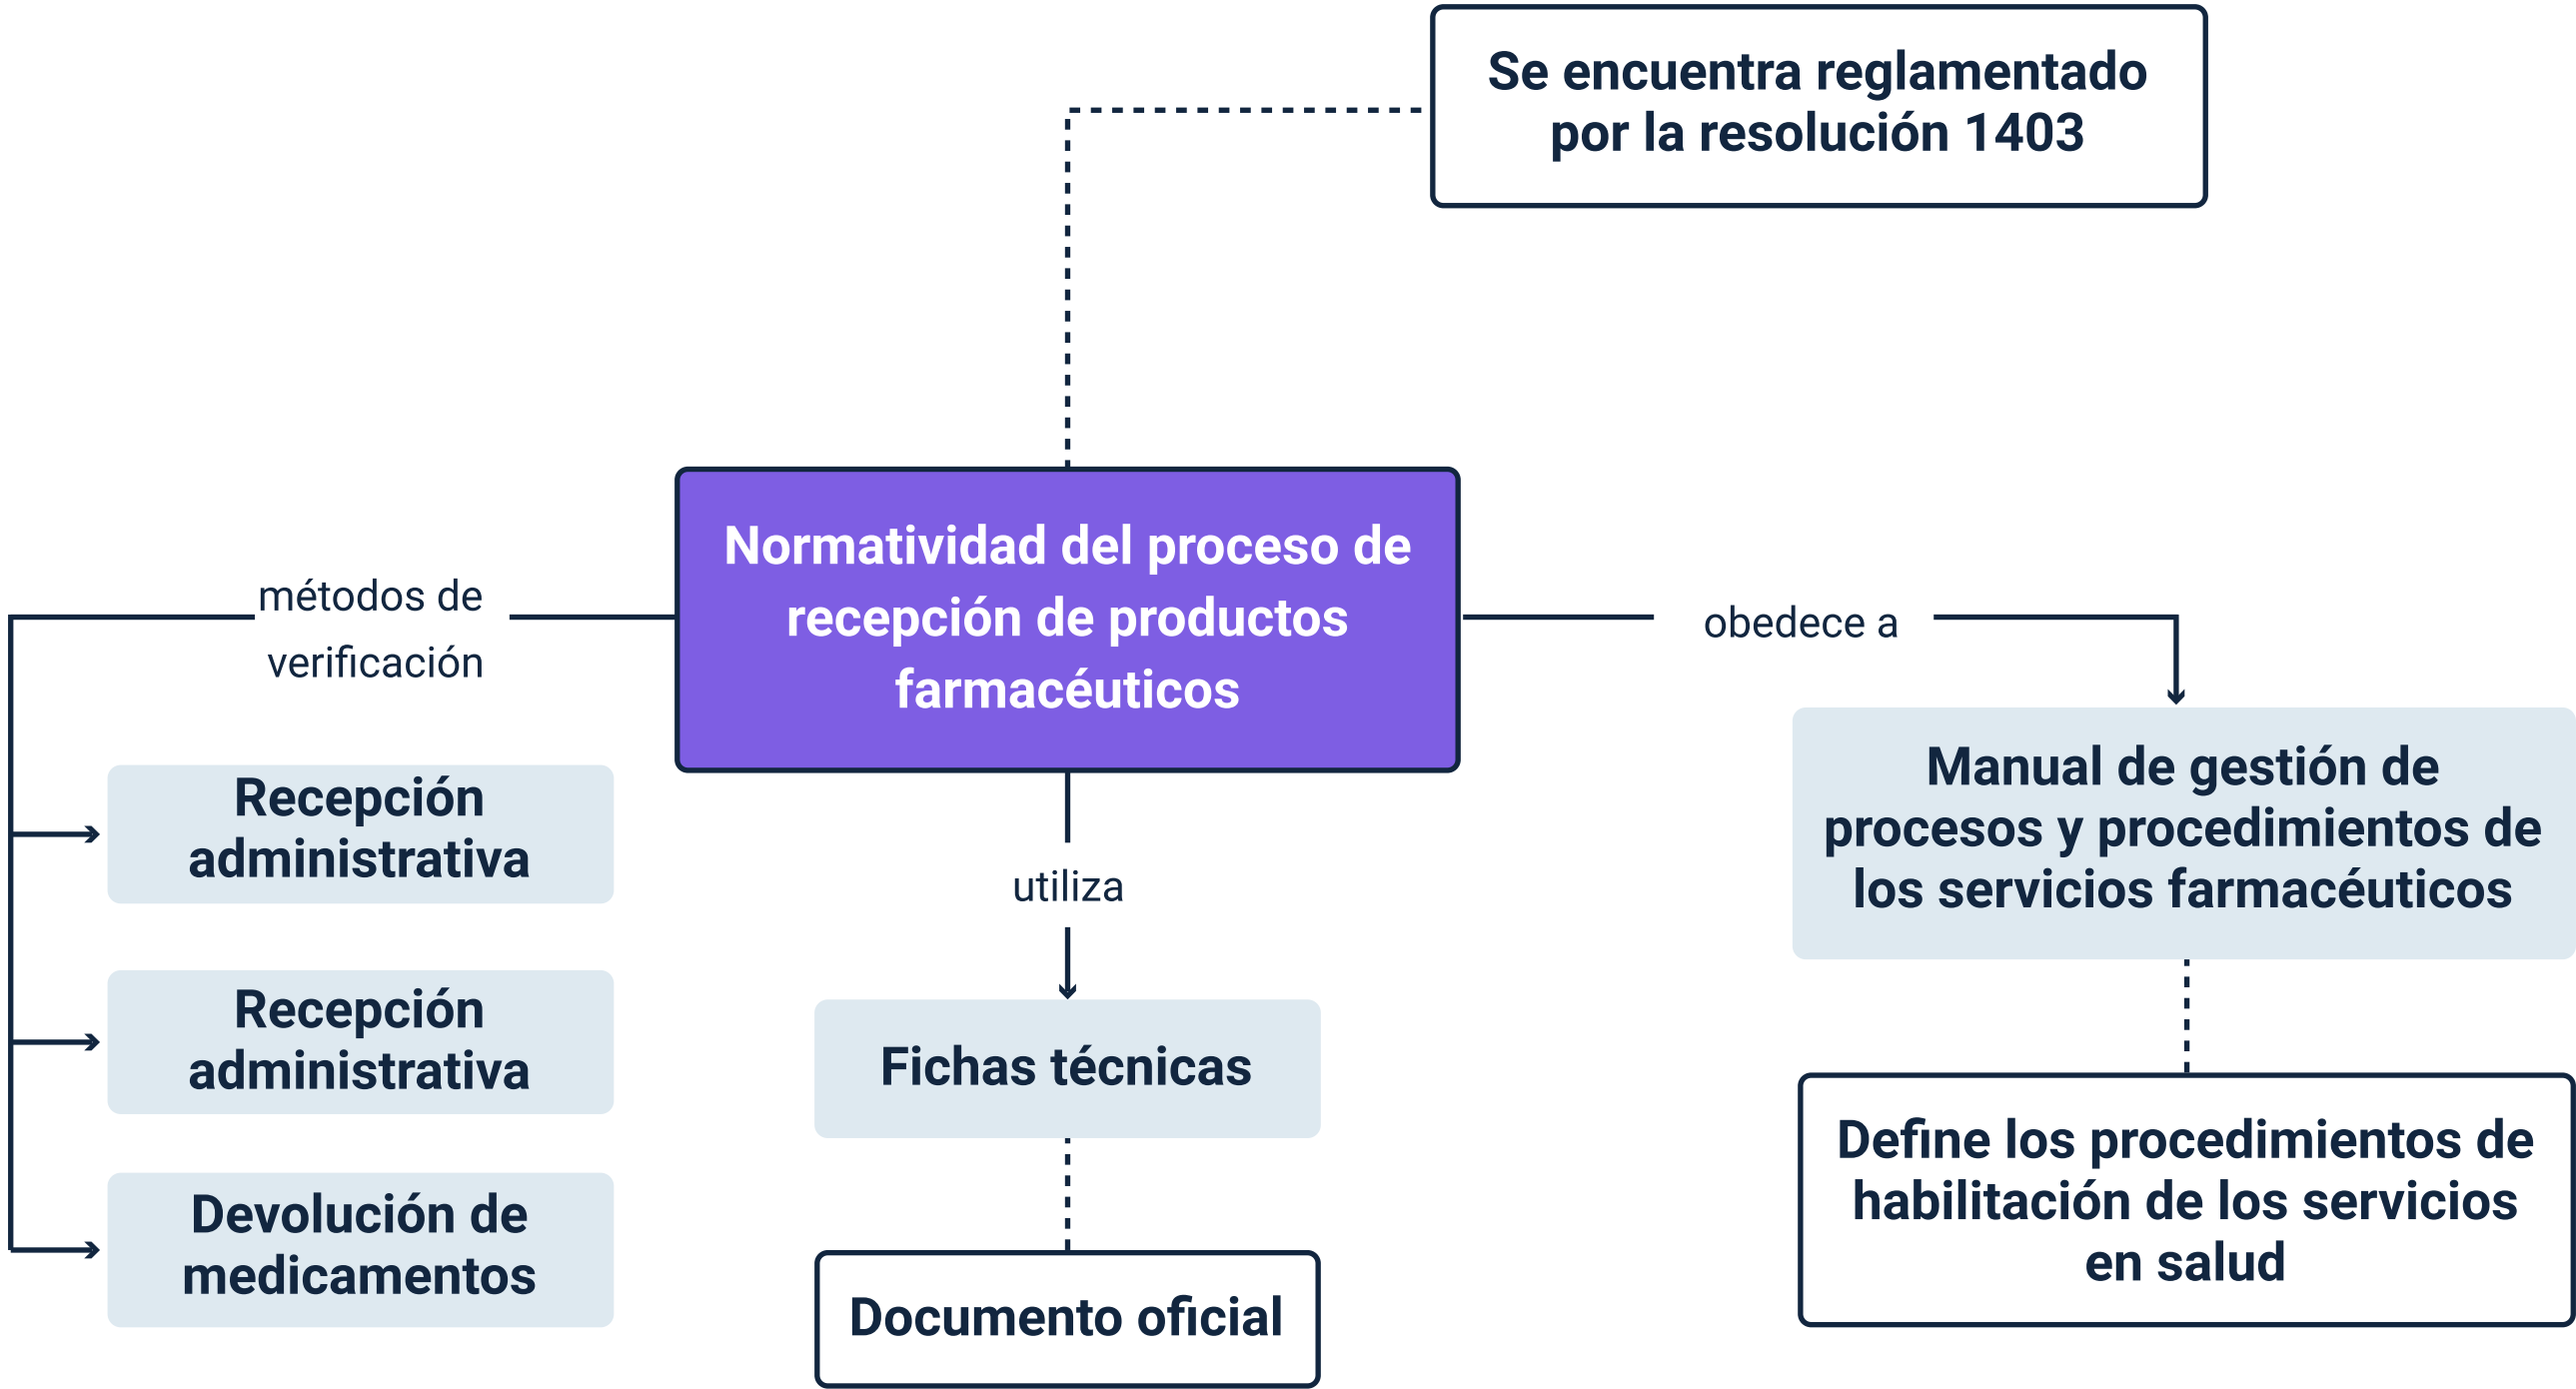 Se encuentra reglamentado
por la resolución 1403
Normatividad del proceso de
recepción de productos
farmacéuticos
métodos de
verificación
Recepción
administrativa
Recepción
administrativa
Devolución de
medicamentos
utiliza
Fichas técnicas
Documento oficial
obedece a
Manual de gestión de
procesos y procedimientos de
los servicios farmacéuticos
Define los procedimientos de
habilitación de los servicios
en salud